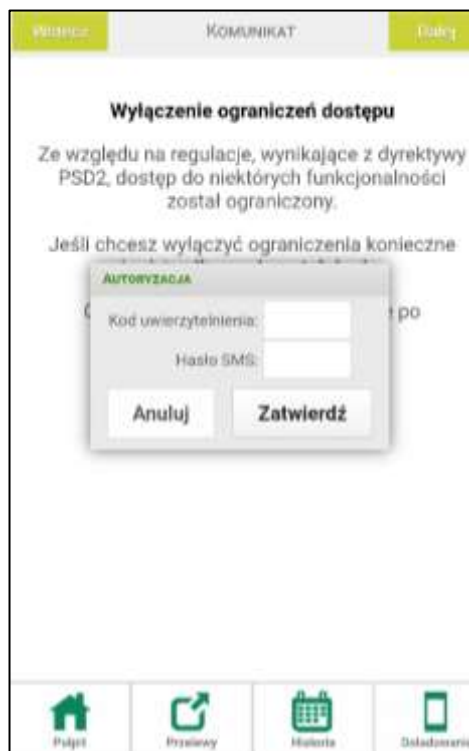 Wstecz KOMUNIKAT Dalej
Wyłączenie ograniczeń dostępu
Ze względu na regulacje, wynikające z dyrektywy
PSD2, dostęp do niektórych funkcjonalności
został ograniczony.
Jeśli chcesz wyłączyć ograniczenia konieczne
po
AUTORYZACJA
Kod uwierzytelnienia:
Hasło SMS:
Anuluj Zatwierdź
Pulpit Przelewy Historia Doładowania